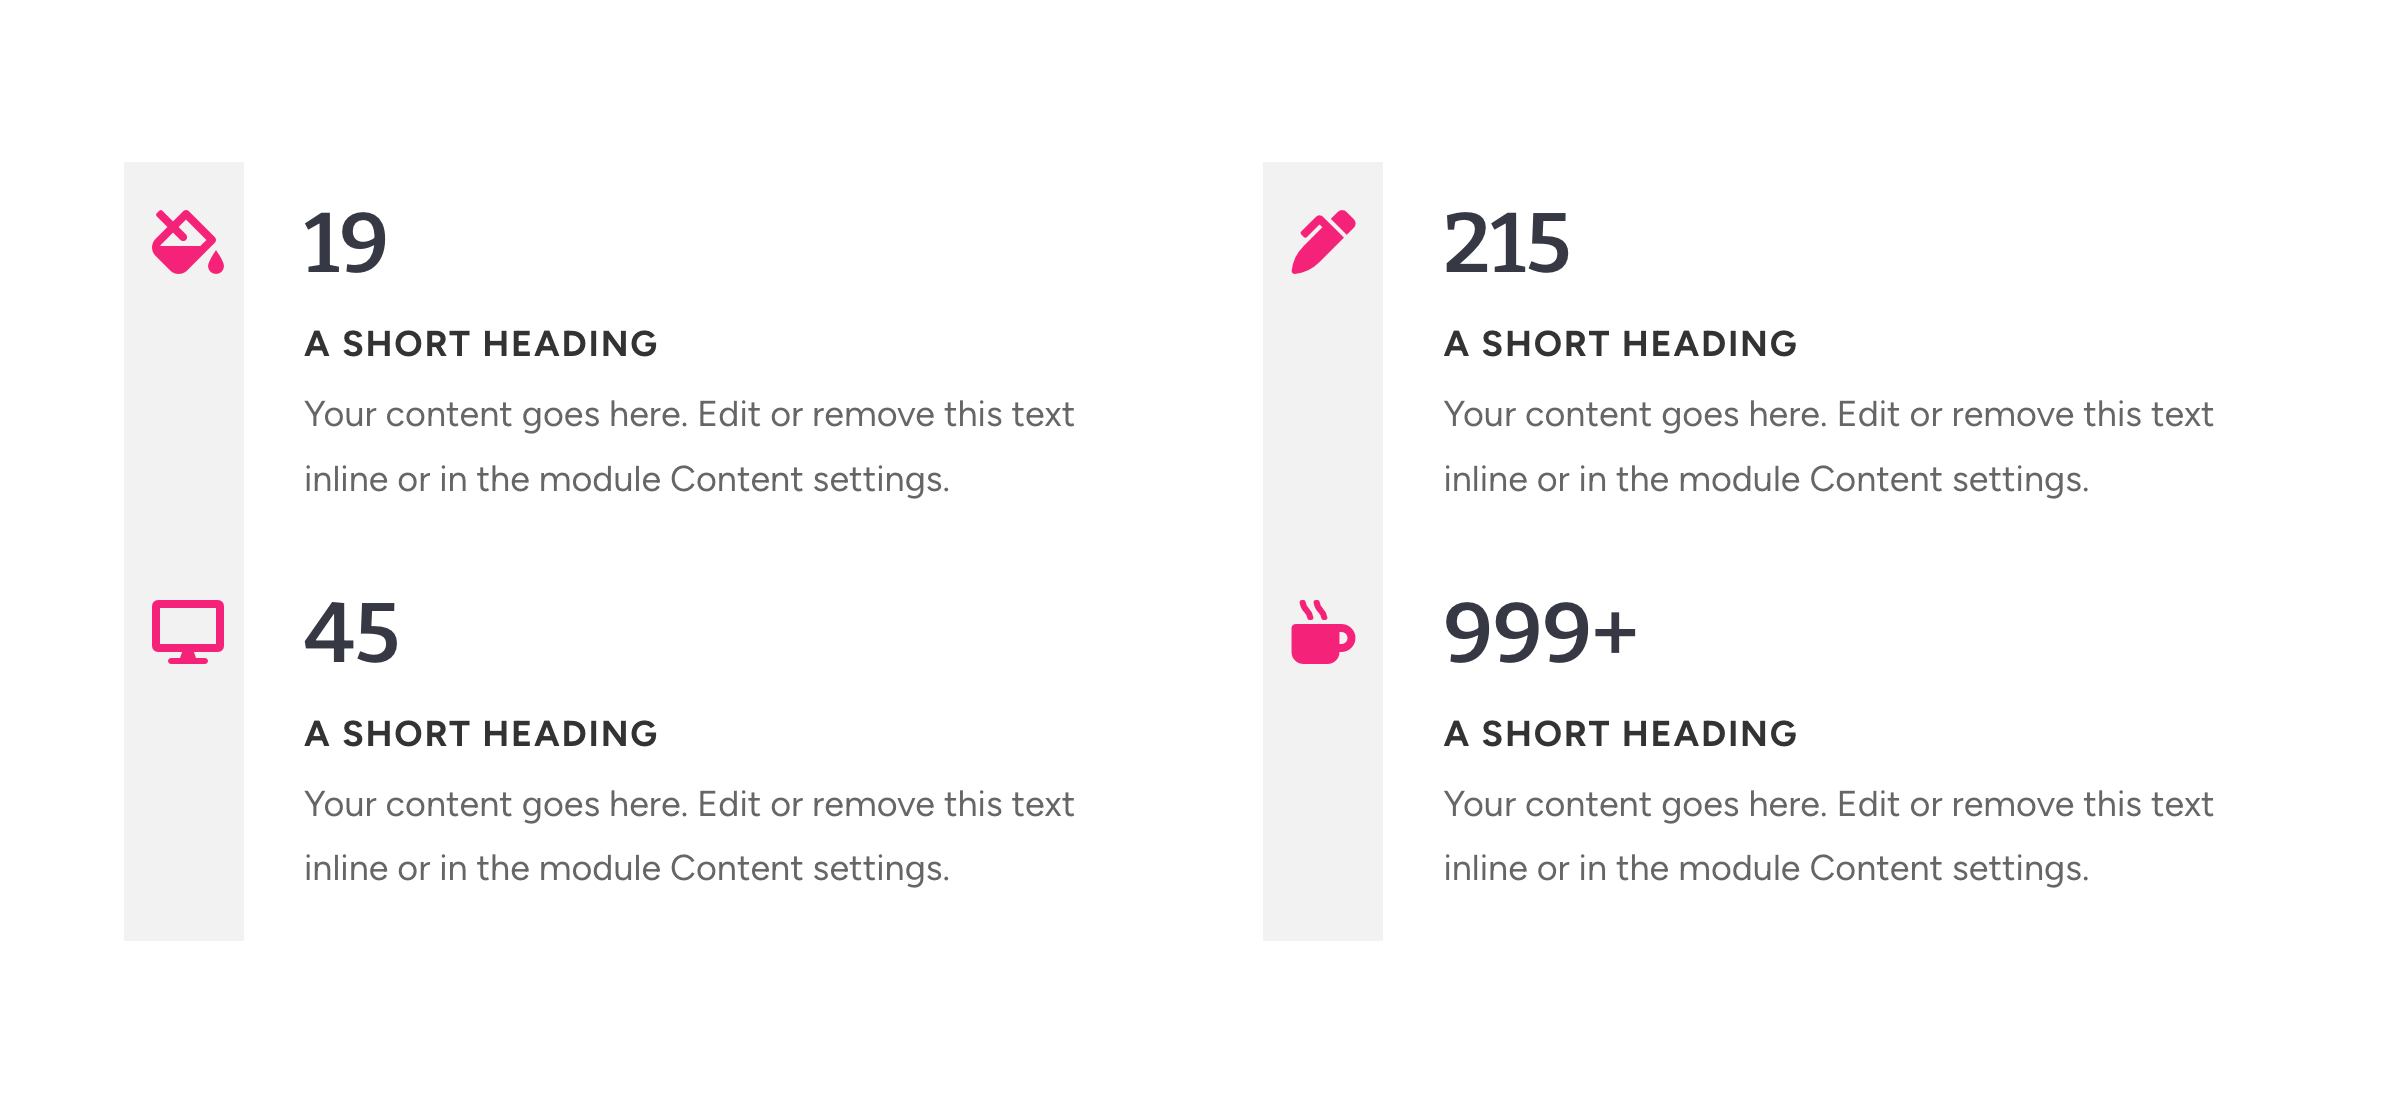 19
A SHORT HEADING
Your content goes here. Edit or remove this text
inline or in the module Content settings.
215
A SHORT HEADING
Your content goes here. Edit or remove this text
inline or in the module Content settings.
45
A SHORT HEADING
Your content goes here. Edit or remove this text
inline or in the module Content settings.
999+
A SHORT HEADING
Your content goes here. Edit or remove this text
inline or in the module Content settings.